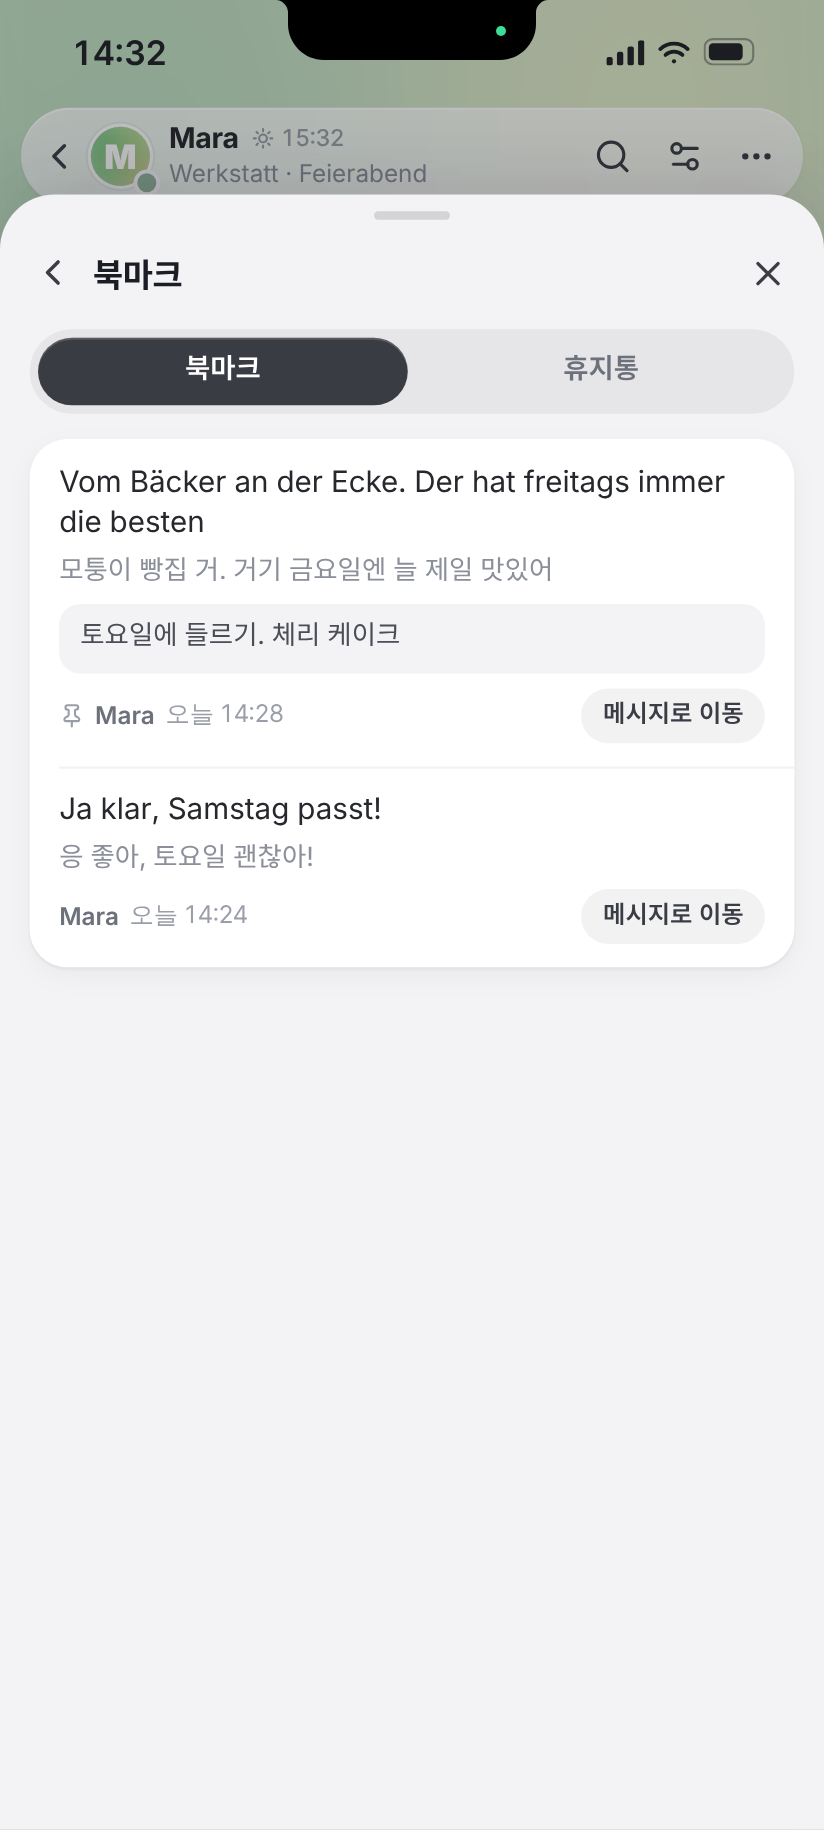 14:32
M
Mara 15:32
Werkstatt · Feierabend
북마크
북마크
휴지통
Vom Bäcker an der Ecke. Der hat freitags immer
die besten
모퉁이 빵집 거. 거기 금요일엔 늘 제일 맛있어
토요일에 들르기. 체리 케이크
Mara 오늘 14:28
메시지로 이동
Ja klar, Samstag passt!
응 좋아, 토요일 괜찮아!
Mara 오늘 14:24
메시지로 이동